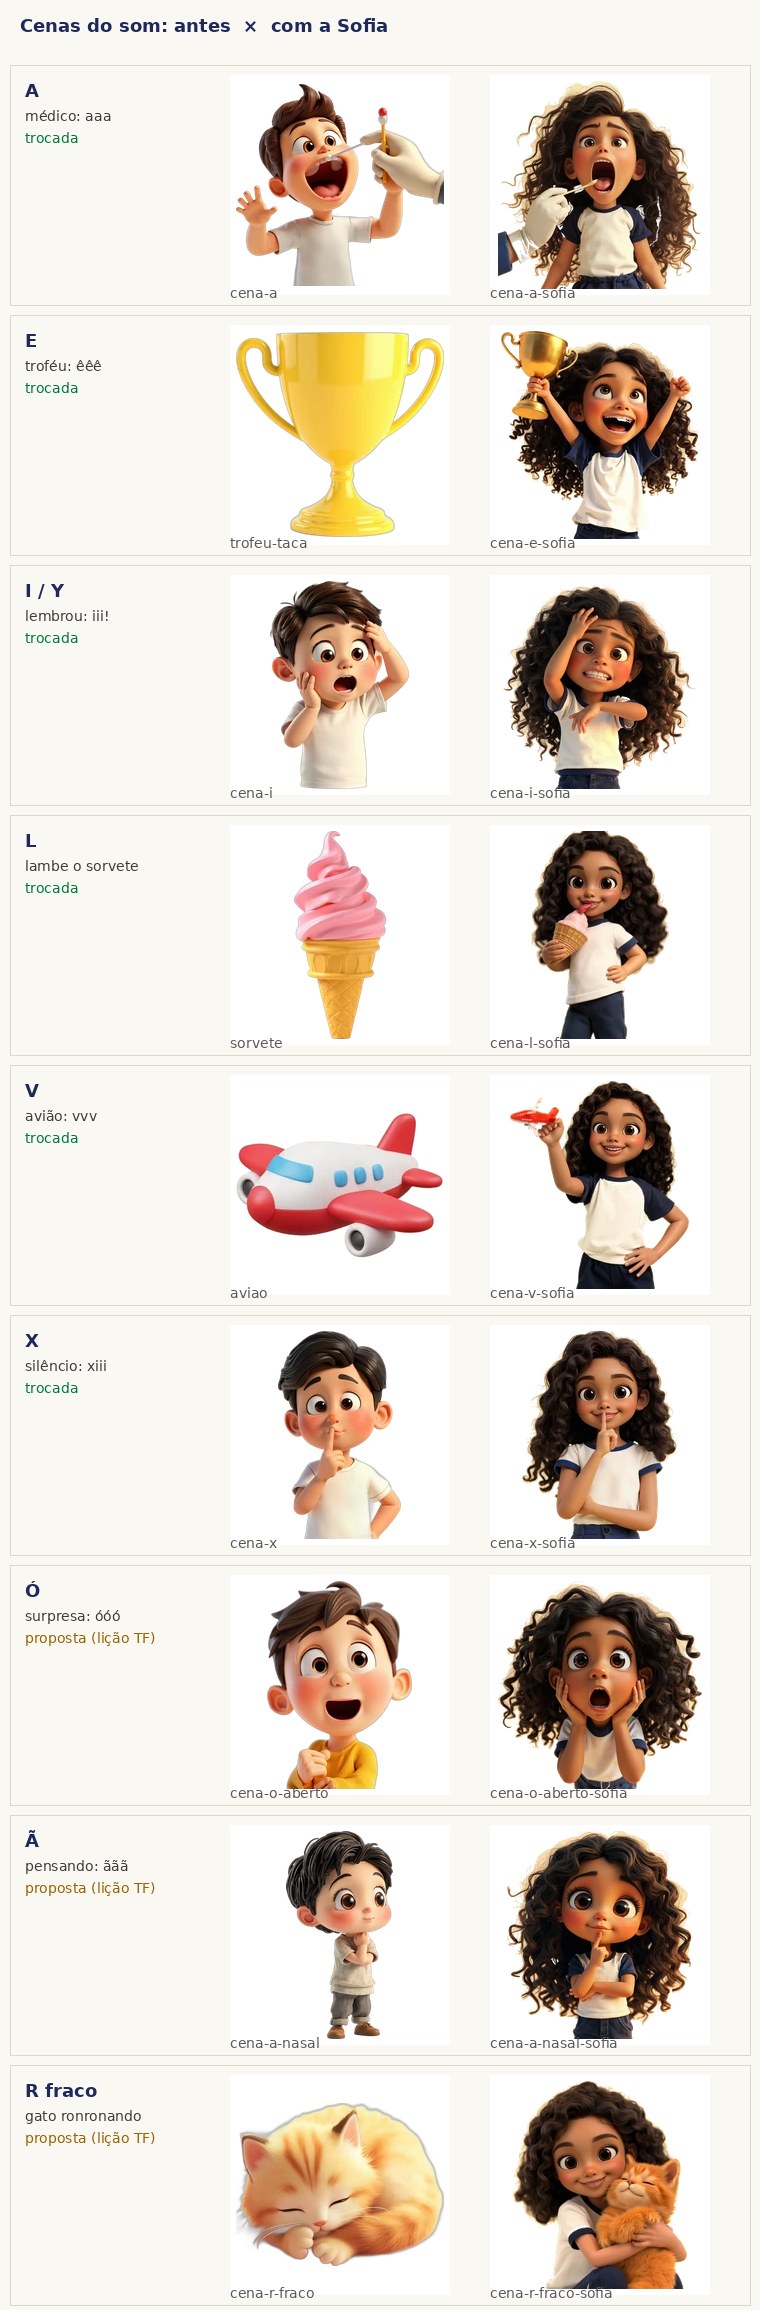 Cenas do som: antes × com a Sofia
A
médico: aaa
trocada
cena-a
cena-a-sofia
E
troféu: êêê
trocada
trofeu-taca
cena-e-sofia
I / Y
lembrou: iii!
trocada
cena-i
cena-i-sofia
L
lambe o sorvete
trocada
sorvete
cena-l-sofia
V
avião: vvv
trocada
aviao
cena-v-sofia
X
silêncio: xiii
trocada
cena-x
cena-x-sofia
Ó
surpresa: óóó
proposta (lição TF)
cena-o-aberto
cena-o-aberto-sofia
Ã
pensando: ããã
proposta (lição TF)
cena-a-nasal
cena-a-nasal-sofia
R fraco
gato ronronando
proposta (lição TF)
cena-r-fraco
cena-r-fraco-sofia